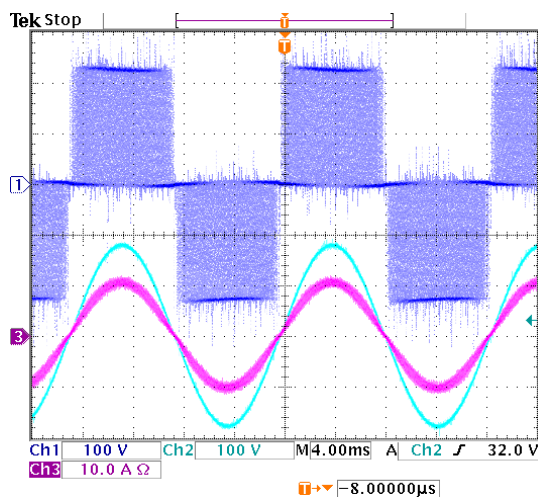 Tek Stop
T
T
1
3
Ch1 100 V Ch2 100 V M 4.00ms A Ch2 32.0 V
Ch3 10.0 A Ω
T -8.00000µs